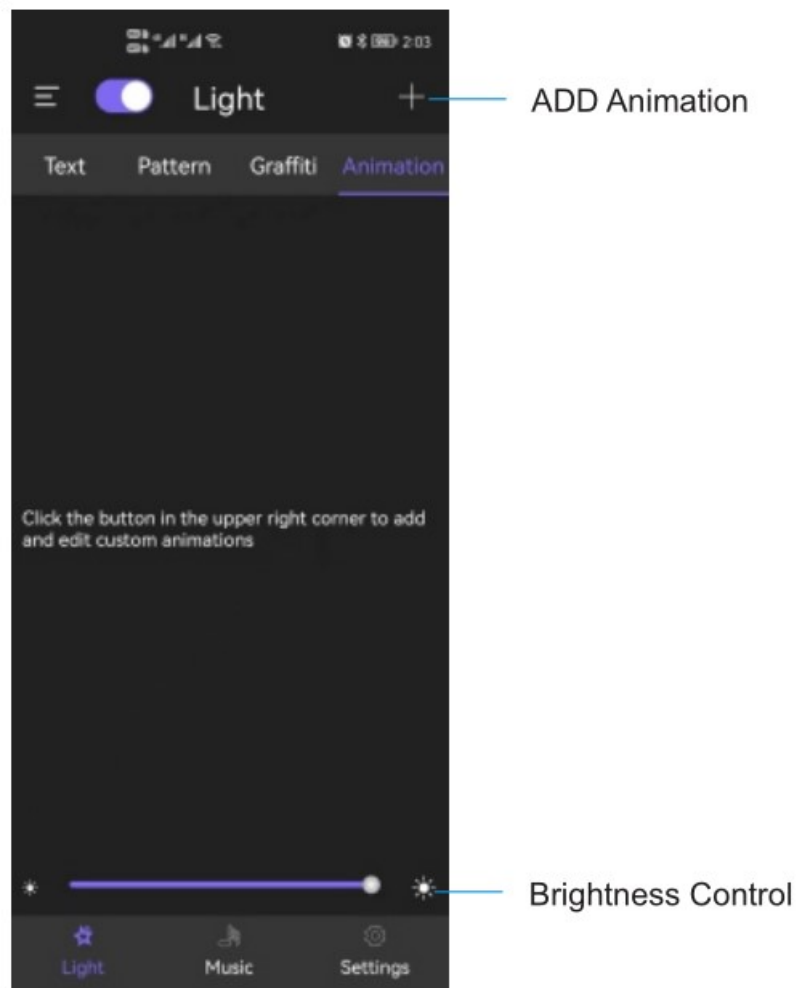 2:03
Light
ADD Animation
Text Pattern Graffiti Animation
Click the button in the upper right corner to add
and edit custom animations
Brightness Control
Light Music Settings